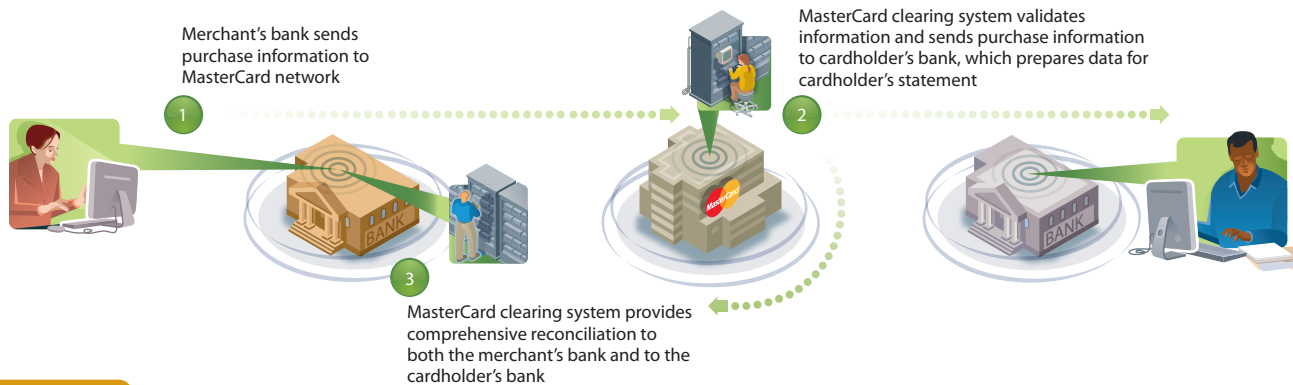 Merchant's bank sends
purchase information to
MasterCard network
1
MasterCard clearing system validates
information and sends purchase information
to cardholder's bank, which prepares data for
cardholder's statement
2
BANK
MasterCard
BANK
3
MasterCard clearing system provides
comprehensive reconciliation to
both the merchant's bank and to the
cardholder's bank